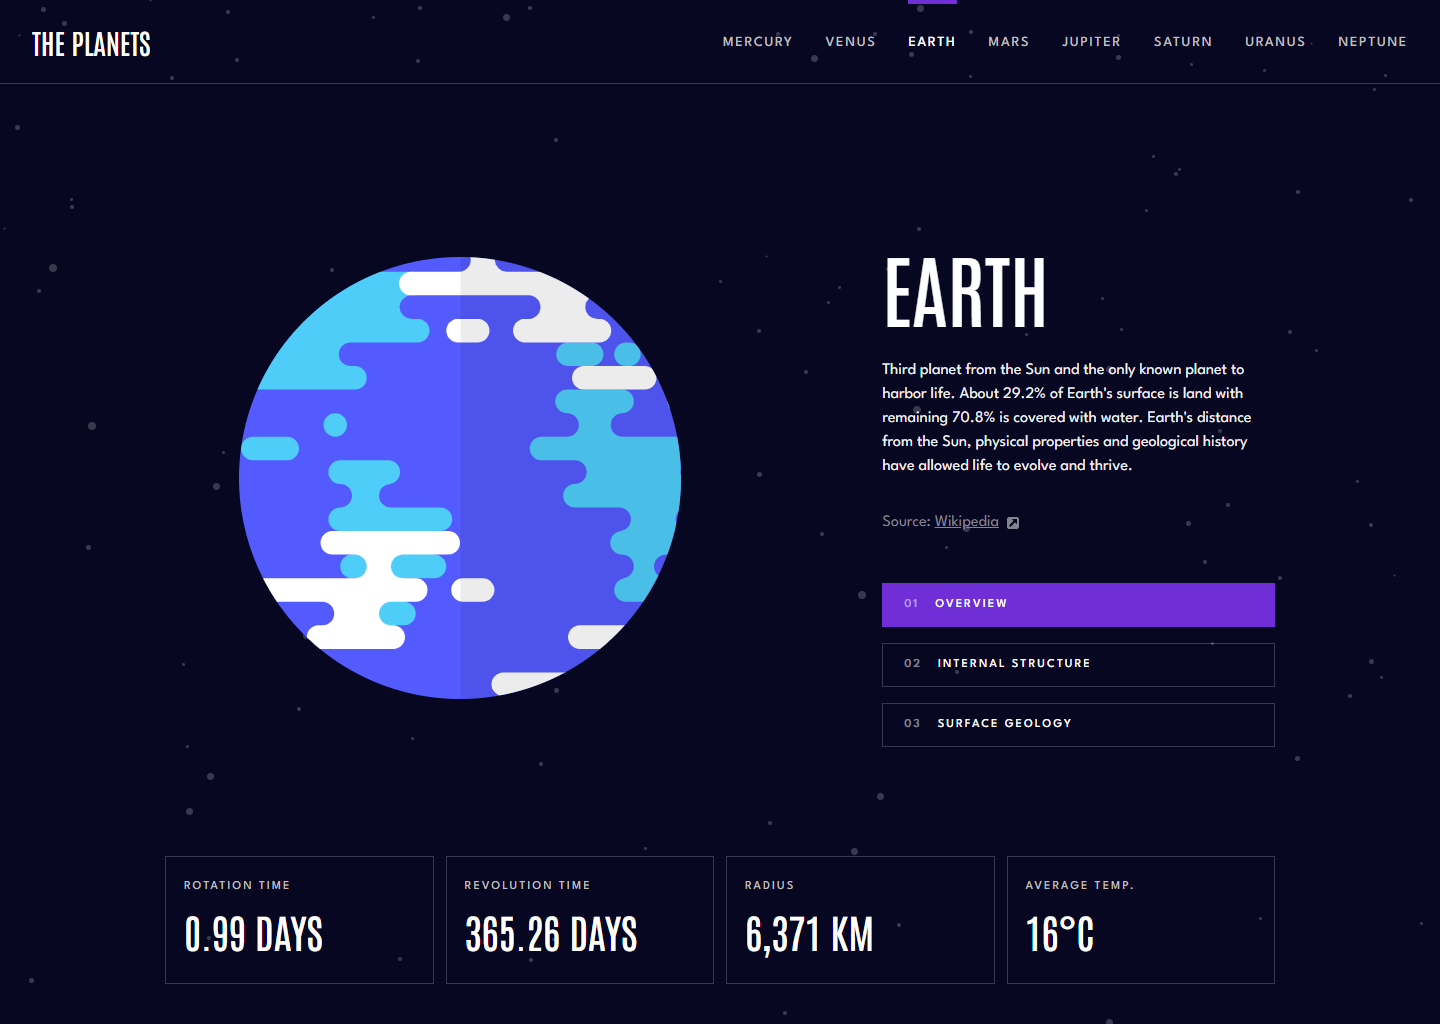 THE PLANETS
MERCURY VENUS EARTH MARS JUPITER SATURN URANUS NEPTUNE
EARTH
Third planet from the Sun and the only known planet to
harbor life. About 29.2% of Earth's surface is land with
remaining 70.8% is covered with water. Earth's distance
from the Sun, physical properties and geological history
have allowed life to evolve and thrive.
Source: Wikipedia
01 OVERVIEW
02 INTERNAL STRUCTURE
03 SURFACE GEOLOGY
ROTATION TIME
0.99 DAYS
REVOLUTION TIME
365.26 DAYS
RADIUS
6,371 KM
AVERAGE TEMP.
16°C